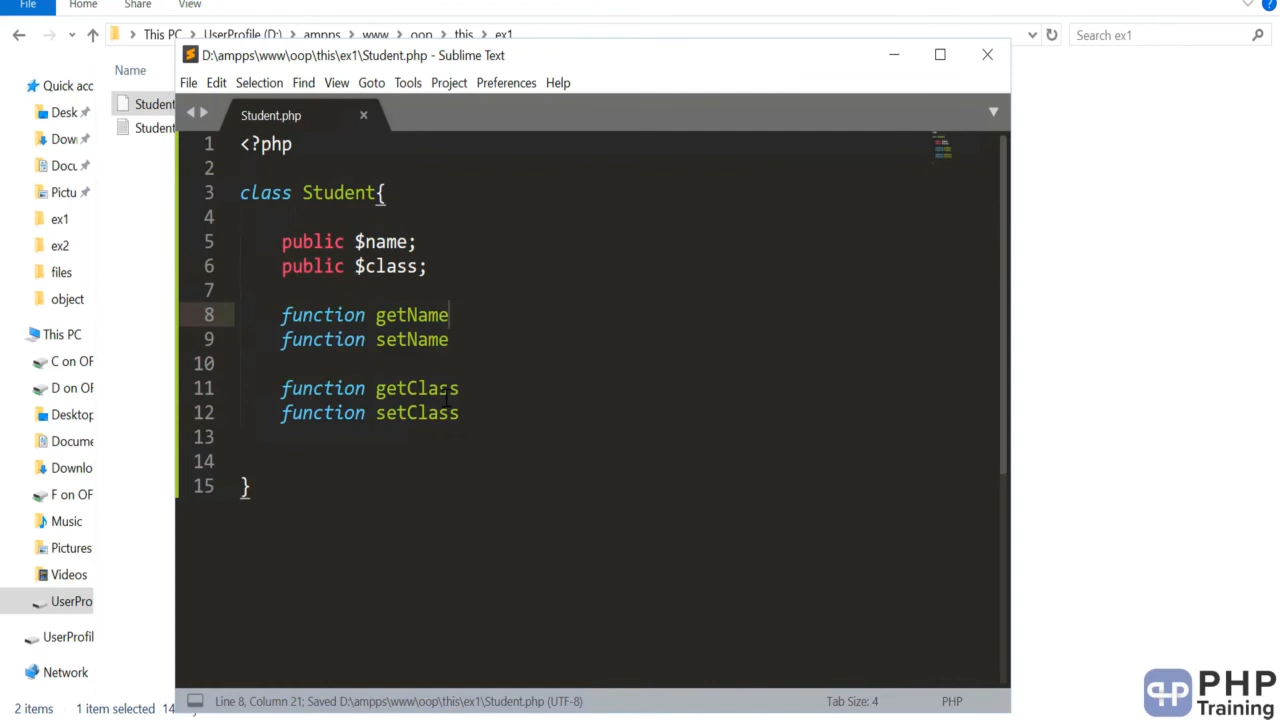 File Home Share View
This PC UserProfile (D:) ampps www oop this ex1
Search ex1
Name
Quick acc
Desk
Dow
Docu
Pictu
ex1
ex2
files
object
This PC
C on OF
D on OF
Desktop
Docume
Downlo
F on OF
Music
Pictures
Videos
UserPro
UserProfil
Network
2 items 1 item selected 14
Student
Student
D:\ampps\www\oop\this\ex1\Student.php - Sublime Text
File Edit Selection Find View Goto Tools Project Preferences Help
Student.php
1 <?php
2
3 class Student{
4
5 public $name;
6 public $class;
7
8 function getName
9 function setName
10
11 function getClass
12 function setClass
13
14
15 }
Line 8, Column 21; Saved D:\ampps\www\oop\this\ex1\Student.php (UTF-8) Tab Size: 4 PHP
PHP
Training